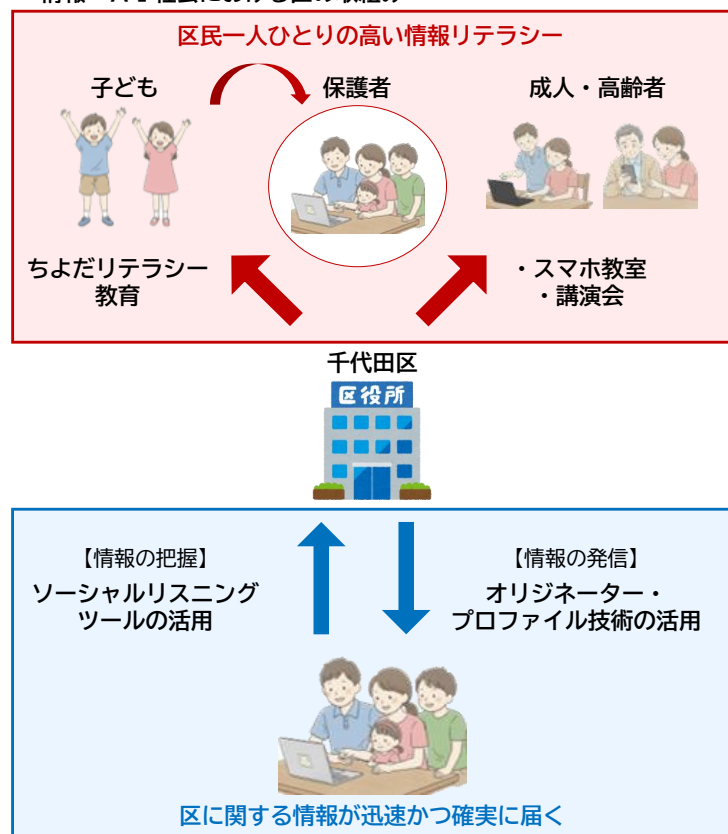 区民一人ひとりの高い情報リテラシー
子ども
保護者
成人・高齢者
ちよだリテラシー
教育
・スマホ教室
・講演会
千代田区
区役所
【情報の把握】
ソーシャルリスニング
ツールの活用
【情報の発信】
オリジネーター・
プロファイル技術の活用
区に関する情報が迅速かつ確実に届く